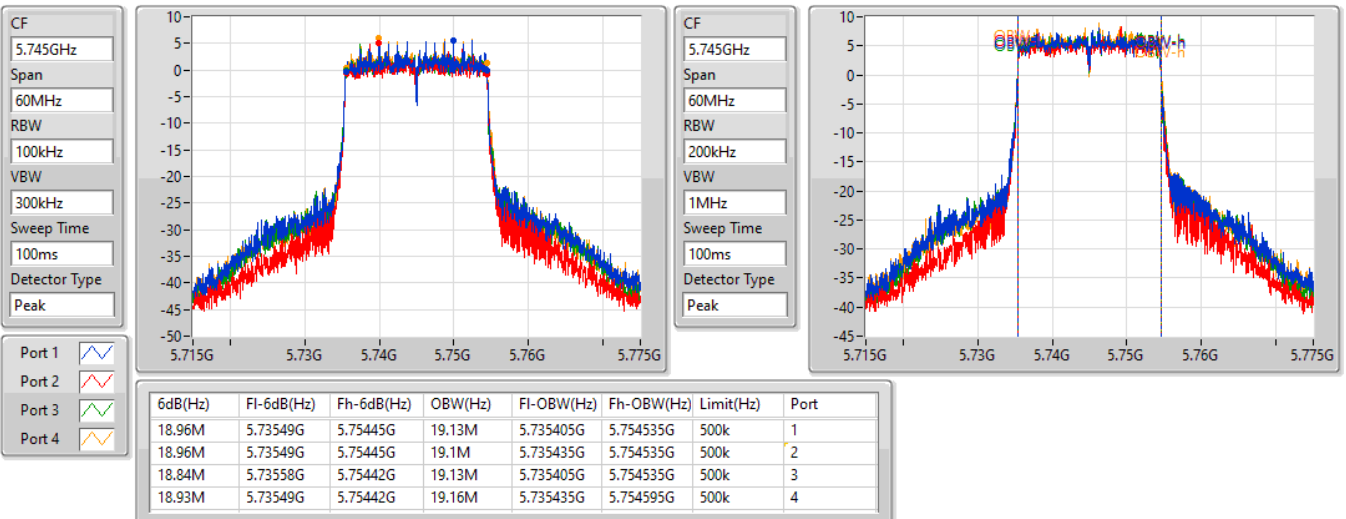 CF
5.745GHz
Span
60MHz
RBW
100kHz
VBW
300kHz
Sweep Time
100ms
Detector Type
Peak
10
5
0
-5
-10
-15
-20
-25
-30
-35
-40
-45
-50
5.715G 5.73G 5.74G 5.75G 5.76G 5.775G
CF
5.745GHz
Span
60MHz
RBW
200kHz
VBW
1MHz
Sweep Time
100ms
Detector Type
Peak
10
5
0
-5
-10
-15
-20
-25
-30
-35
-40
-45
5.715G 5.73G 5.74G 5.75G 5.76G 5.775G
Port 1
Port 2
Port 3
Port 4
6dB(Hz) Fl-6dB(Hz) Fh-6dB(Hz) OBW(Hz) Fl-OBW(Hz) Fh-OBW(Hz) Limit(Hz) Port
18.96M 5.73549G 5.75445G 19.13M 5.735405G 5.754535G 500k 1
18.96M 5.73549G 5.75445G 19.1M 5.735435G 5.754535G 500k 2
18.84M 5.73558G 5.75442G 19.13M 5.735405G 5.754535G 500k 3
18.93M 5.73549G 5.75442G 19.16M 5.735435G 5.754595G 500k 4